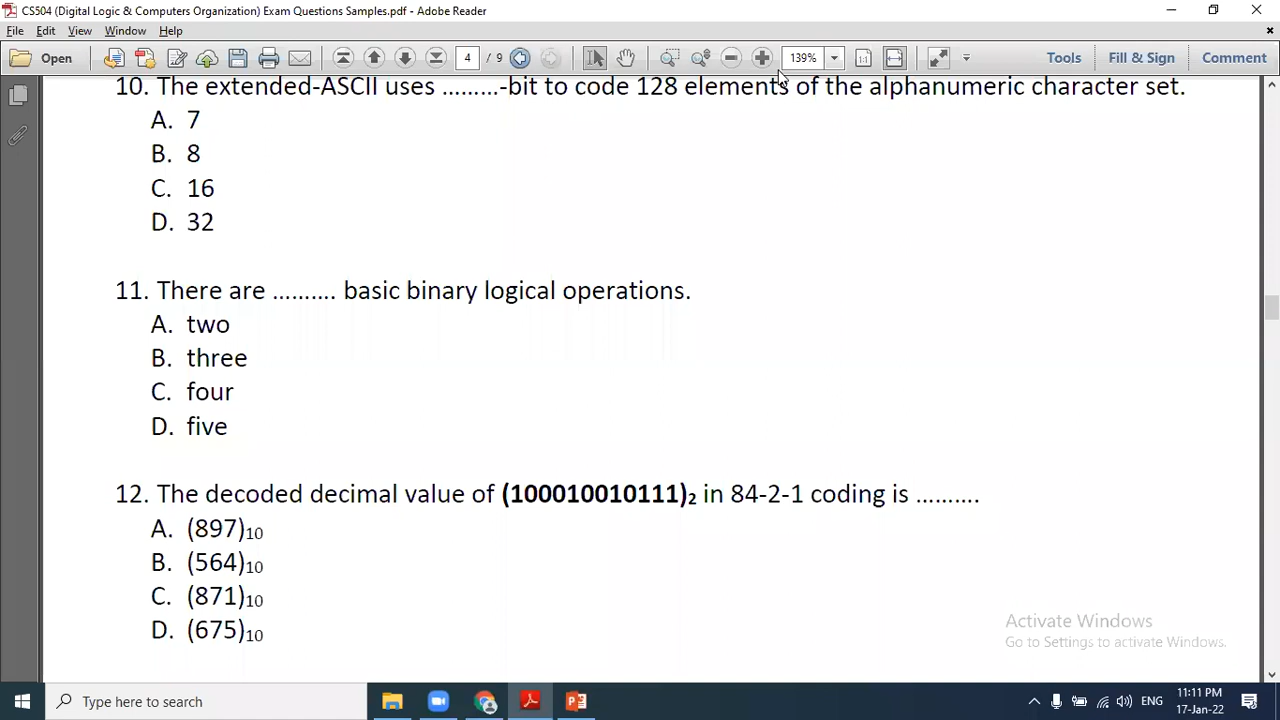 CS504 (Digital Logic & Computers Organization) Exam Questions Samples.pdf - Adobe Reader
File Edit View Window Help
Open 4 / 9 139% Tools Fill & Sign Comment
10. The extended-ASCII uses ………-bit to code 128 elements of the alphanumeric character set.
A. 7
B. 8
C. 16
D. 32
11. There are ………. basic binary logical operations.
A. two
B. three
C. four
D. five
12. The decoded decimal value of (100010010111)₂ in 84-2-1 coding is ……….
A. (897)₁₀
B. (564)₁₀
C. (871)₁₀
D. (675)₁₀
Activate Windows
Go to Settings to activate Windows.
Type here to search
ENG
11:11 PM
17-Jan-22